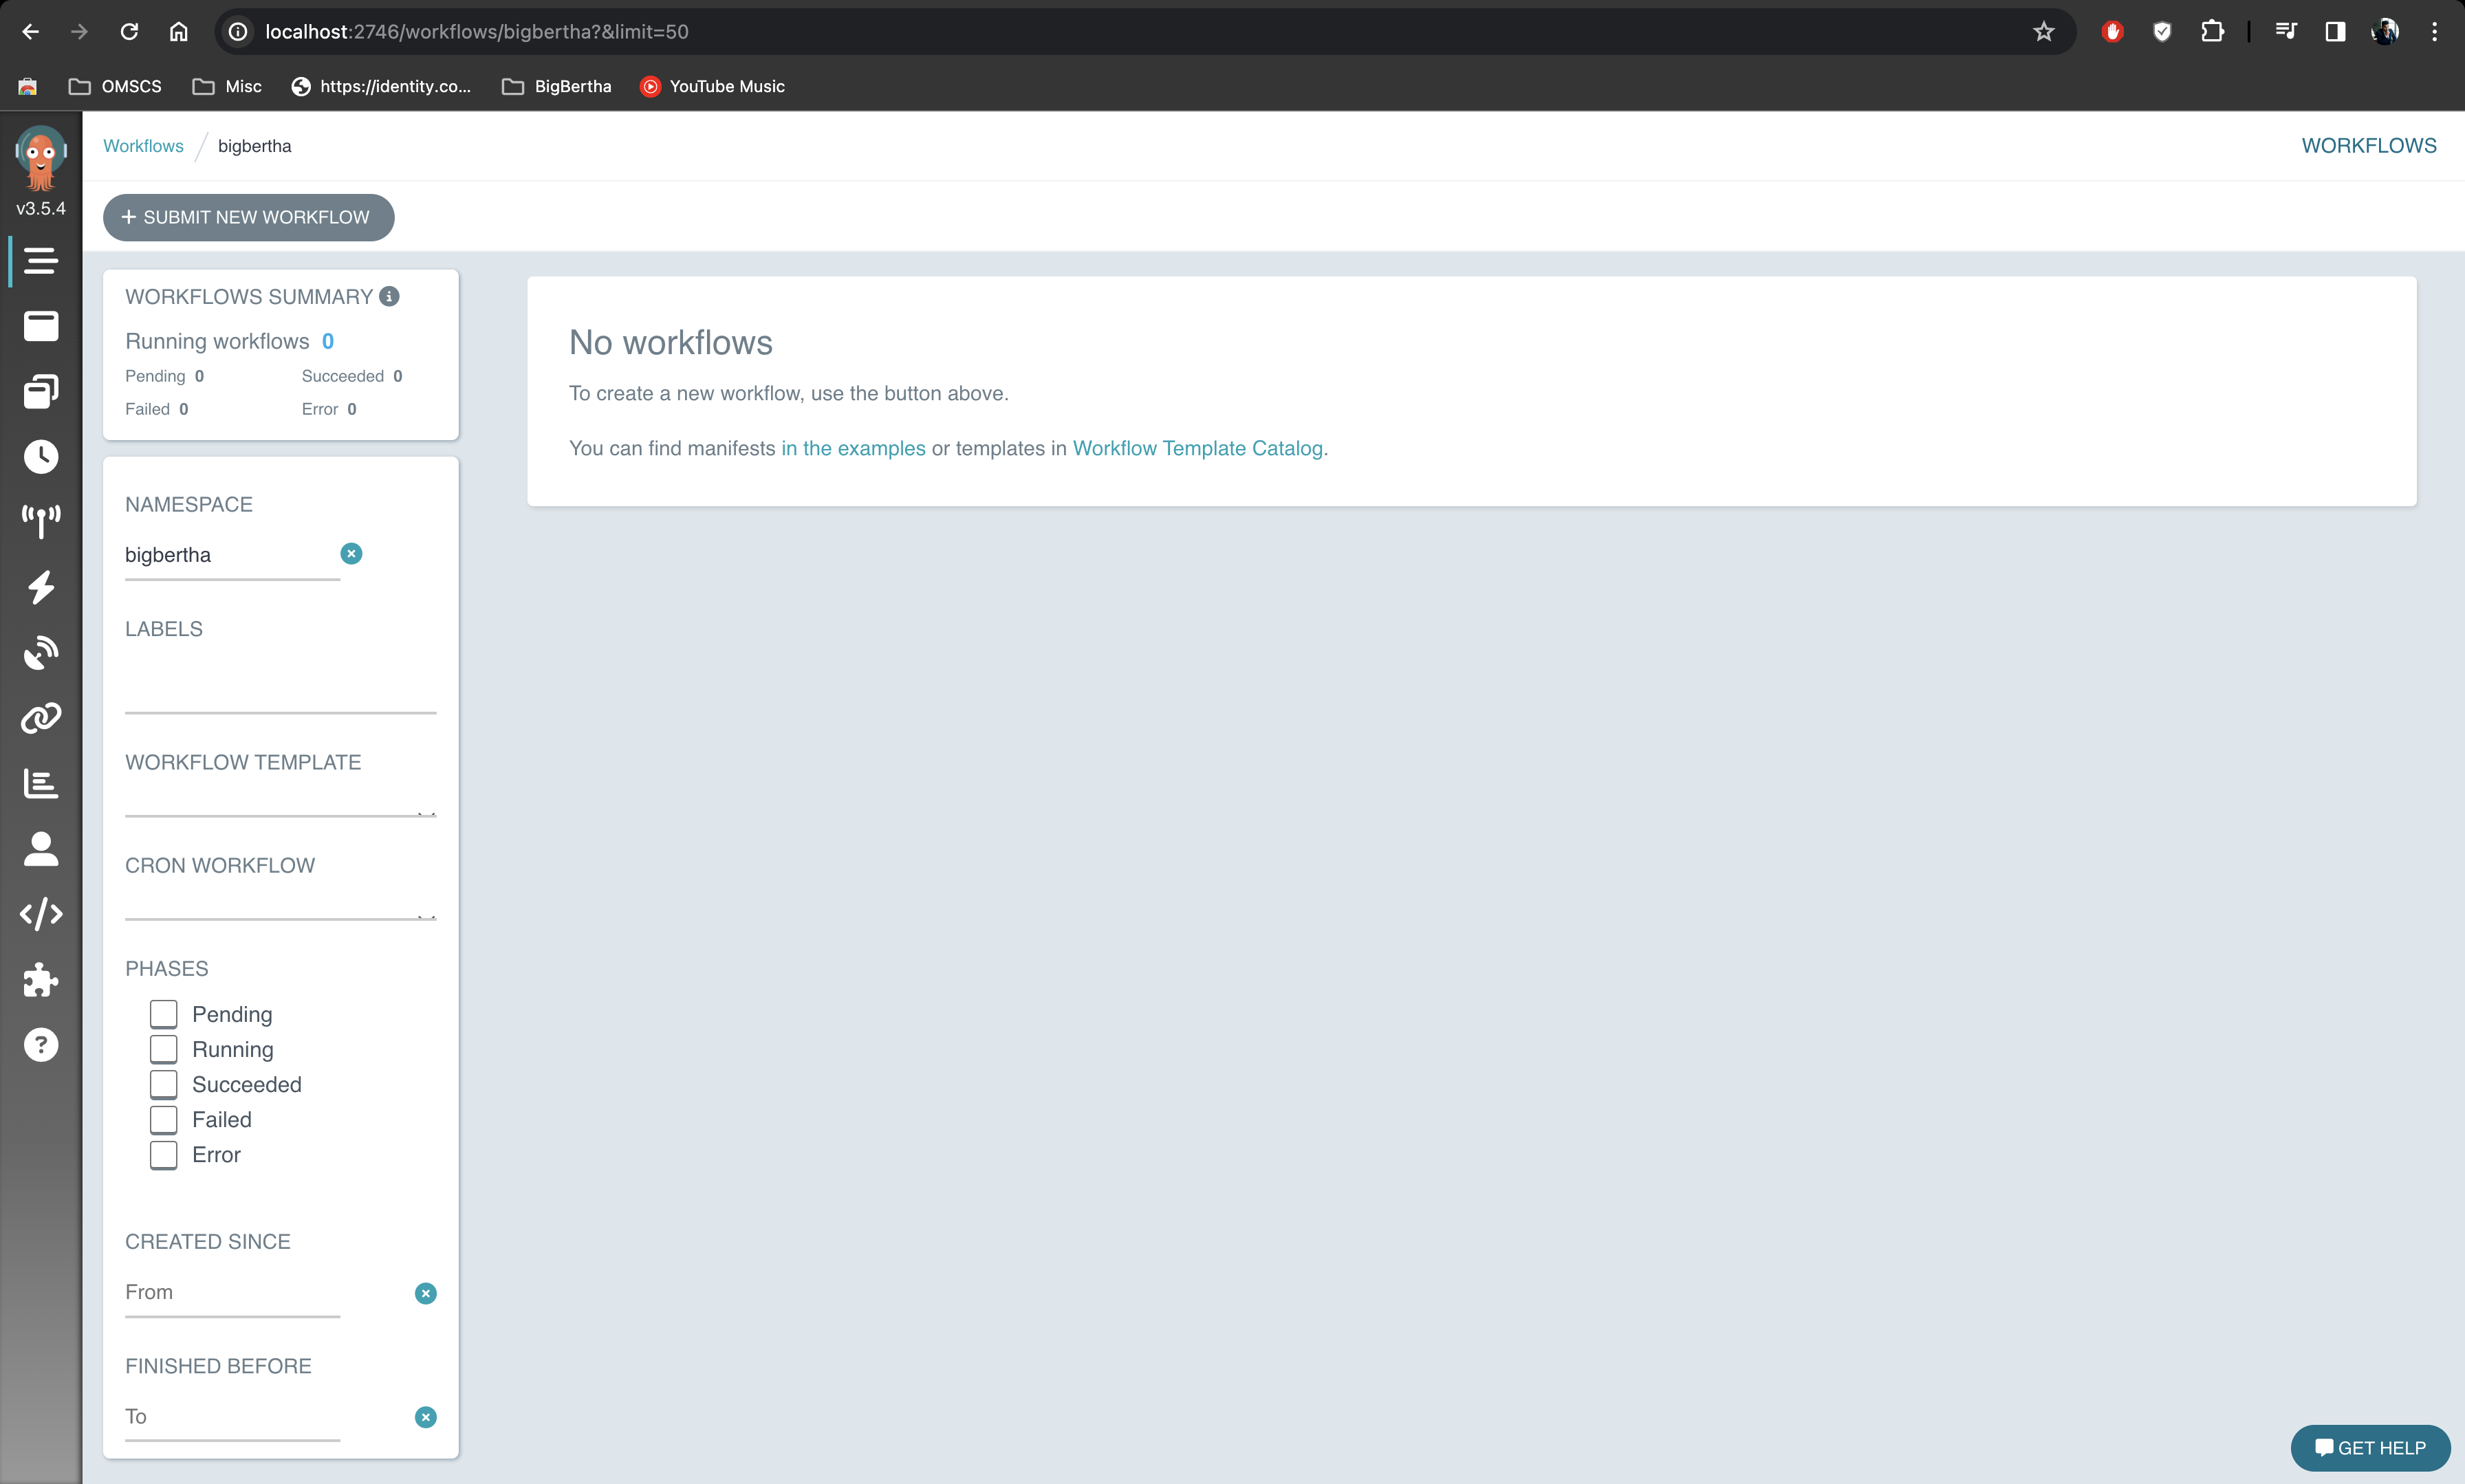 localhost:2746/workflows/bigbertha?&limit=50
OMSCS Misc https://identity.co... BigBertha YouTube Music
v3.5.4
Workflows / bigbertha WORKFLOWS
+ SUBMIT NEW WORKFLOW
WORKFLOWS SUMMARY
Running workflows 0
Pending 0 Succeeded 0
Failed 0 Error 0
No workflows
To create a new workflow, use the button above.
You can find manifests in the examples or templates in Workflow Template Catalog.
NAMESPACE
bigbertha
LABELS
WORKFLOW TEMPLATE
CRON WORKFLOW
PHASES
Pending
Running
Succeeded
Failed
Error
CREATED SINCE
From
FINISHED BEFORE
To
GET HELP